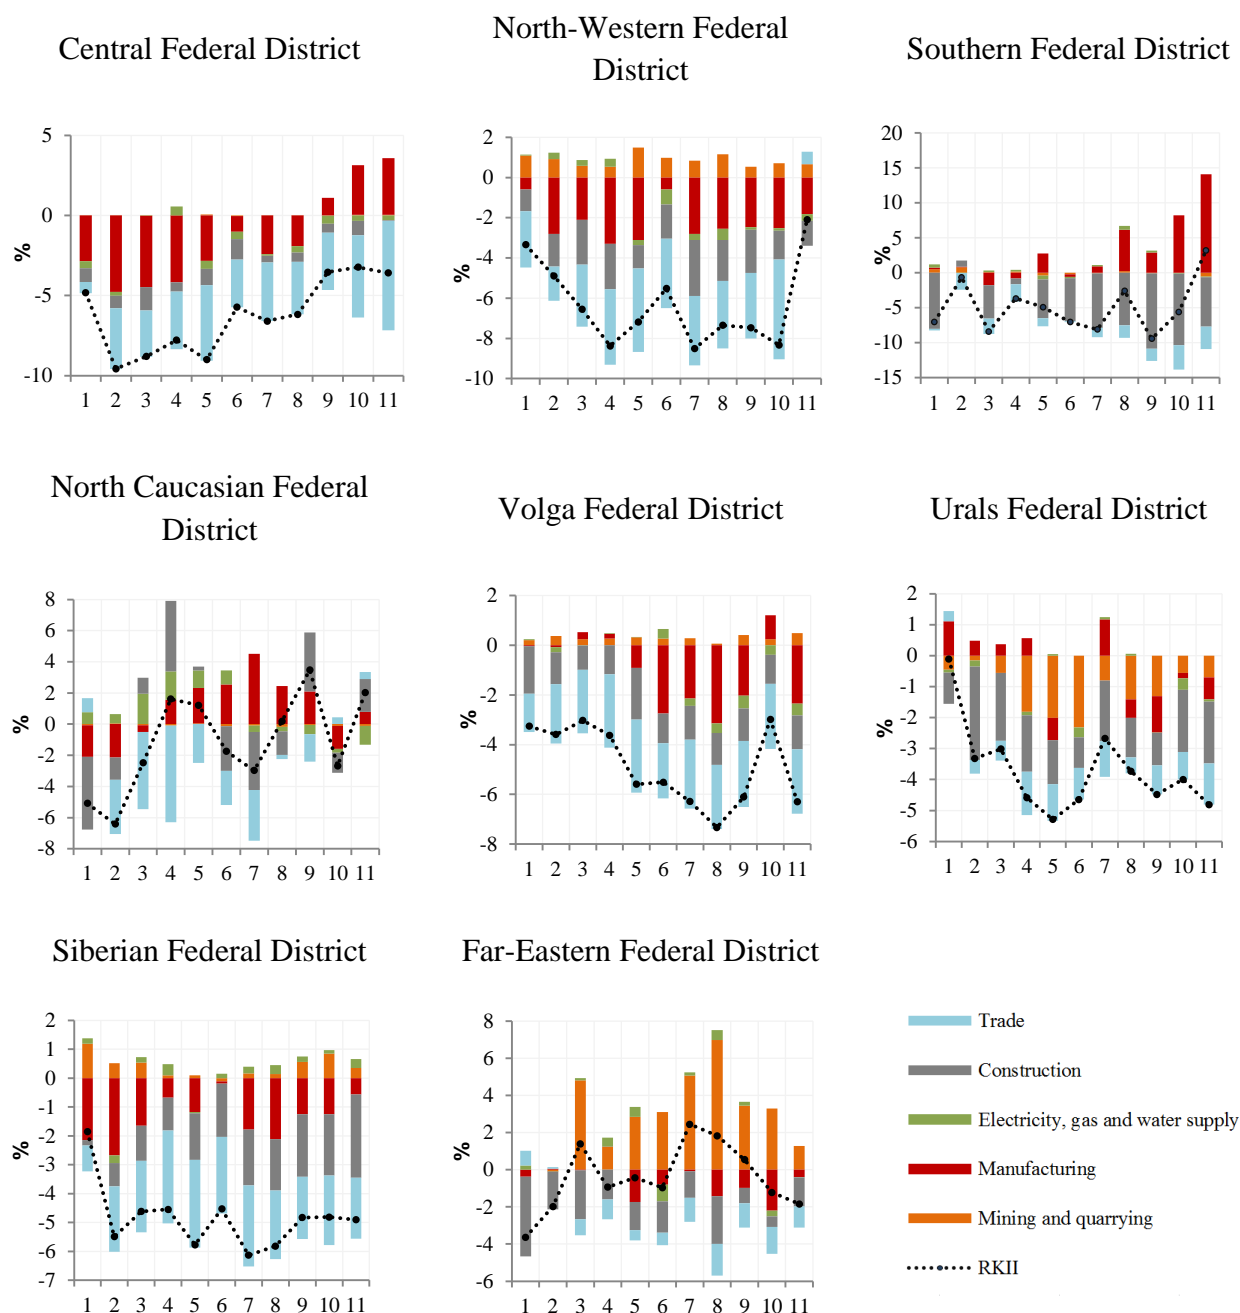 Central Federal District
North-Western Federal
District
Southern Federal District
5
0
-5
-10
%
1 2 3 4 5 6 7 8 9 10 11
2
0
-2
-4
-6
-8
-10
%
1 2 3 4 5 6 7 8 9 10 11
20
15
10
5
0
-5
-10
-15
%
1 2 3 4 5 6 7 8 9 10 11
North Caucasian Federal
District
Volga Federal District
Urals Federal District
8
6
4
2
0
-2
-4
-6
-8
%
1 2 3 4 5 6 7 8 9 10 11
2
0
-2
-4
-6
-8
%
1 2 3 4 5 6 7 8 9 10 11
2
1
0
-1
-2
-3
-4
-5
-6
%
1 2 3 4 5 6 7 8 9 10 11
Siberian Federal District
Far-Eastern Federal District
2
1
0
-1
-2
-3
-4
-5
-6
-7
%
1 2 3 4 5 6 7 8 9 10 11
8
6
4
2
0
-2
-4
-6
%
1 2 3 4 5 6 7 8 9 10 11
Trade
Construction
Electricity, gas and water supply
Manufacturing
Mining and quarrying
RKII